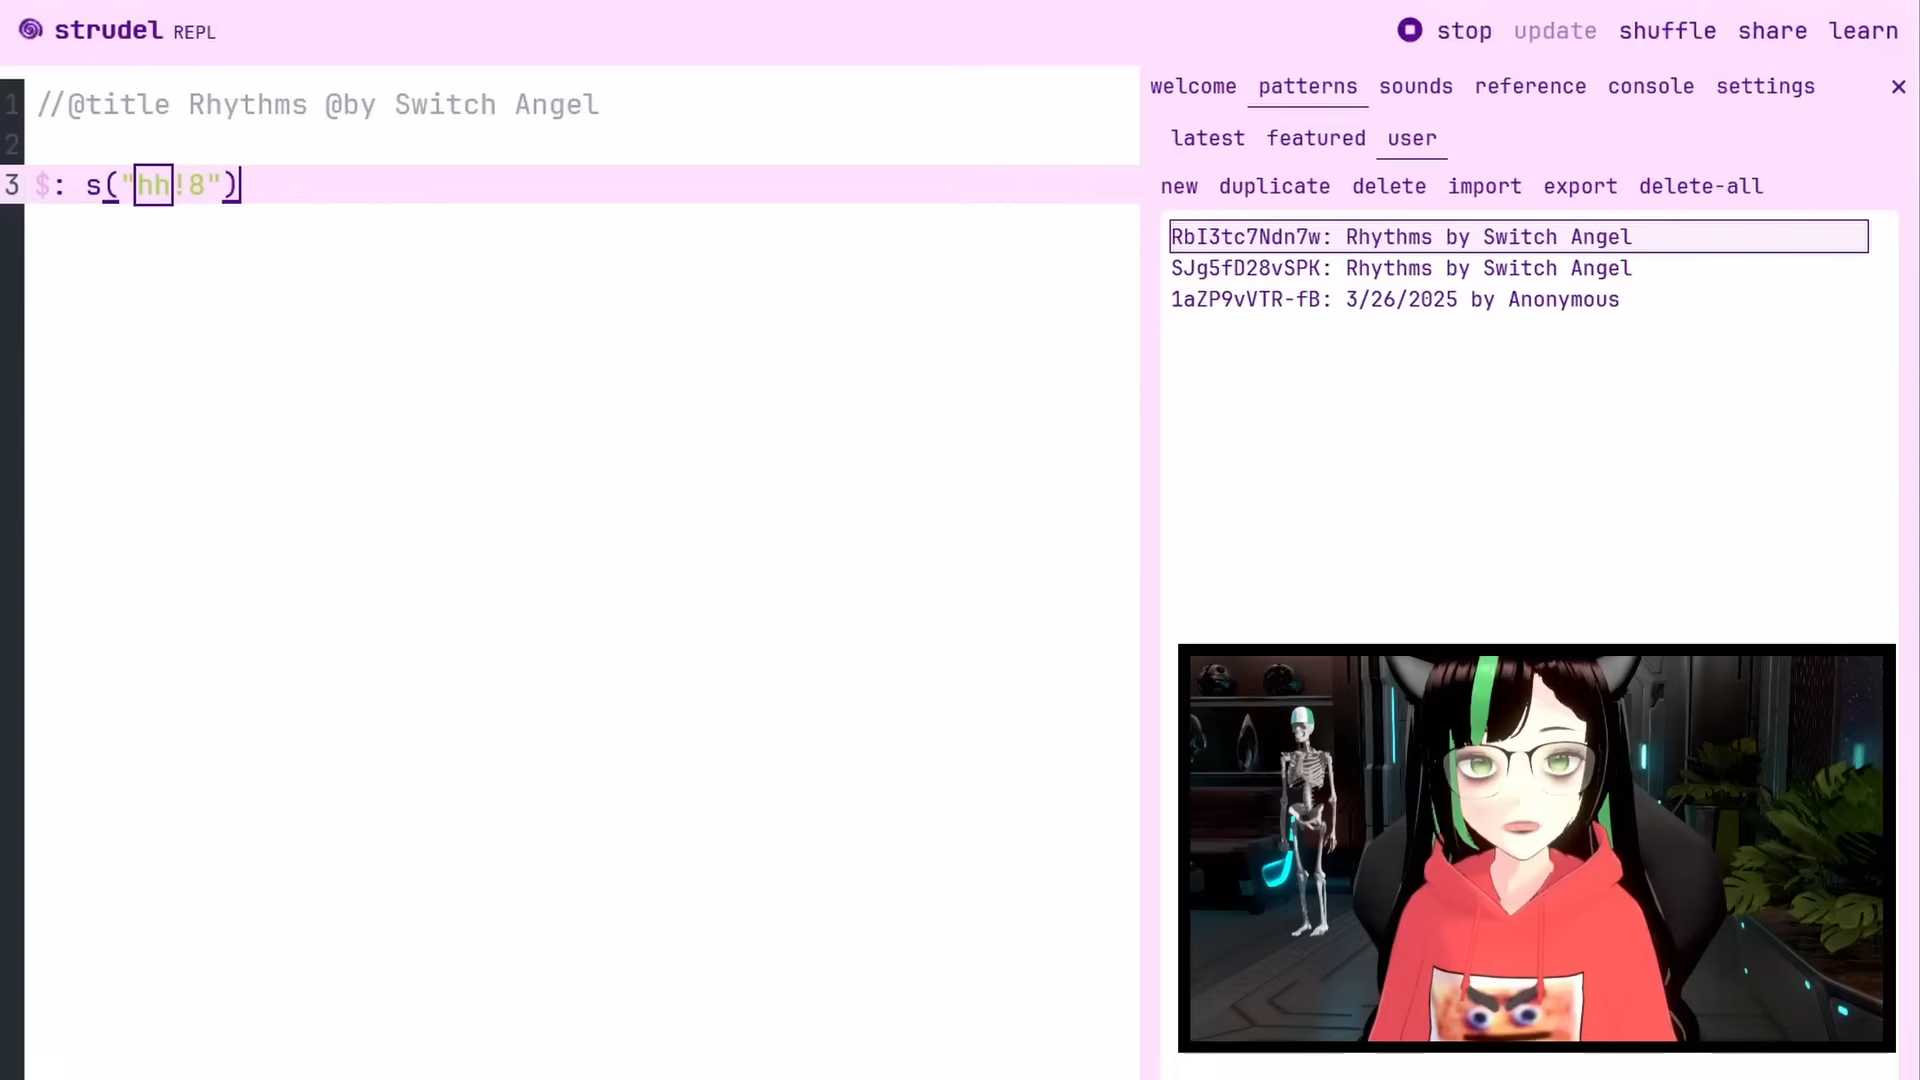 strudel REPL
stop update shuffle share learn
1 //@title Rhythms @by Switch Angel
2
3 $: s("hh!8")
welcome patterns sounds reference console settings ×
latest featured user
new duplicate delete import export delete-all
RbI3tc7Ndn7w: Rhythms by Switch Angel
SJg5fD28vSPK: Rhythms by Switch Angel
1aZP9vVTR-fB: 3/26/2025 by Anonymous